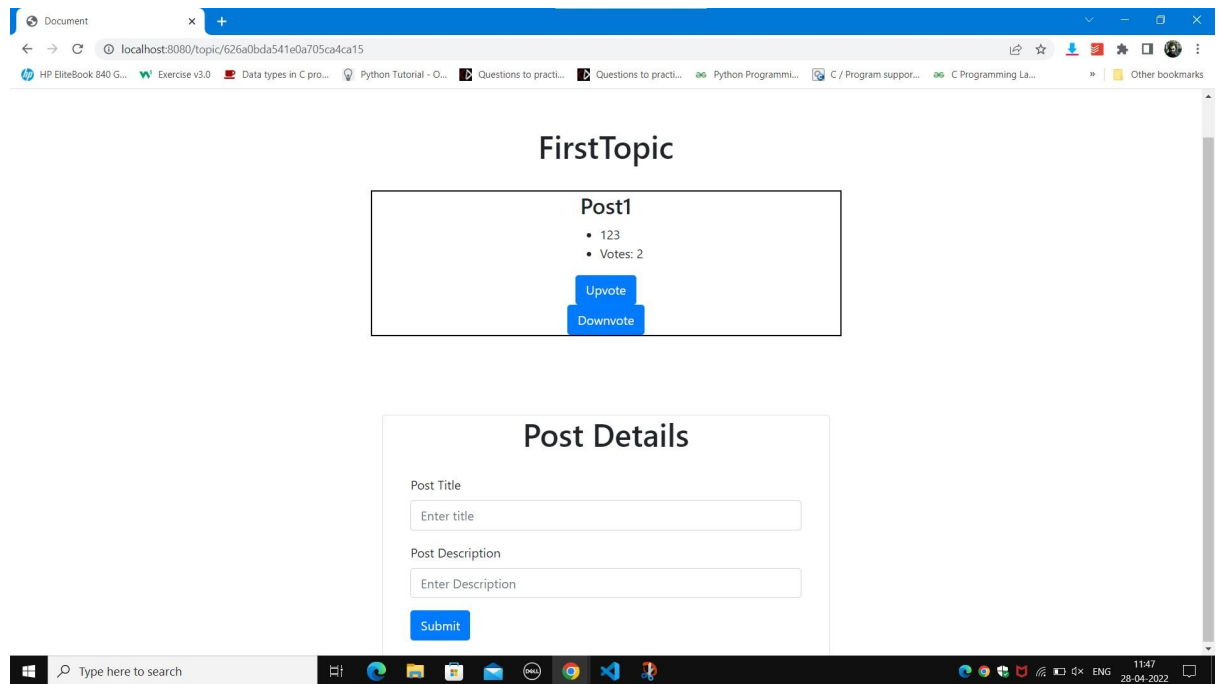 Document
localhost:8080/topic/626a0bda541e0a705ca4ca15
HP EliteBook 840 G... Exercise v3.0 Data types in C pro... Python Tutorial - O... Questions to practi... Questions to practi... Python Programmi... C / Program suppor... C Programming La... » Other bookmarks
FirstTopic
Post1
• 123
• Votes: 2
Upvote
Downvote
Post Details
Post Title
Enter title
Post Description
Enter Description
Submit
Type here to search
DELL
ENG
11:47
28-04-2022